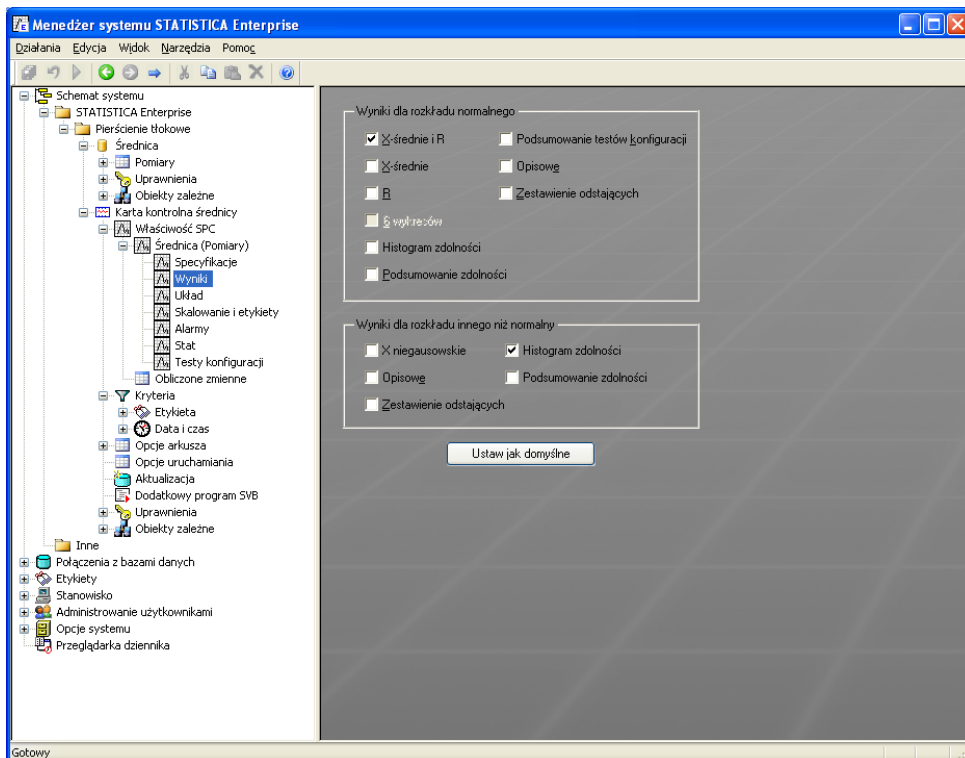 Menedżer systemu STATISTICA Enterprise
Działania Edycja Widok Narzędzia Pomoc
Schemat systemu
STATISTICA Enterprise
Pierścienie tłokowe
Średnica
Pomiary
Uprawnienia
Obiekty zależne
Karta kontrolna średnicy
Właściwość SPC
Średnica (Pomiary)
Specyfikacje
Wyniki
Układ
Skalowanie i etykiety
Alarmy
Stat
Testy konfiguracji
Obliczone zmienne
Kryteria
Etykieta
Data i czas
Opcje arkusza
Opcje uruchamiania
Aktualizacja
Dodatkowy program SVB
Uprawnienia
Obiekty zależne
Inne
Połączenia z bazami danych
Etykiety
Stanowisko
Administrowanie użytkownikami
Opcje systemu
Przeglądarka dziennika
Wyniki dla rozkładu normalnego
X-średnie i R Podsumowanie testów konfiguracji
X-średnie Opisowe
R Zestawienie odstających
6 wykresów
Histogram zdolności
Podsumowanie zdolności
Wyniki dla rozkładu innego niż normalny
X niegausowskie Histogram zdolności
Opisowe Podsumowanie zdolności
Zestawienie odstających
Ustaw jak domyślne
Gotowy